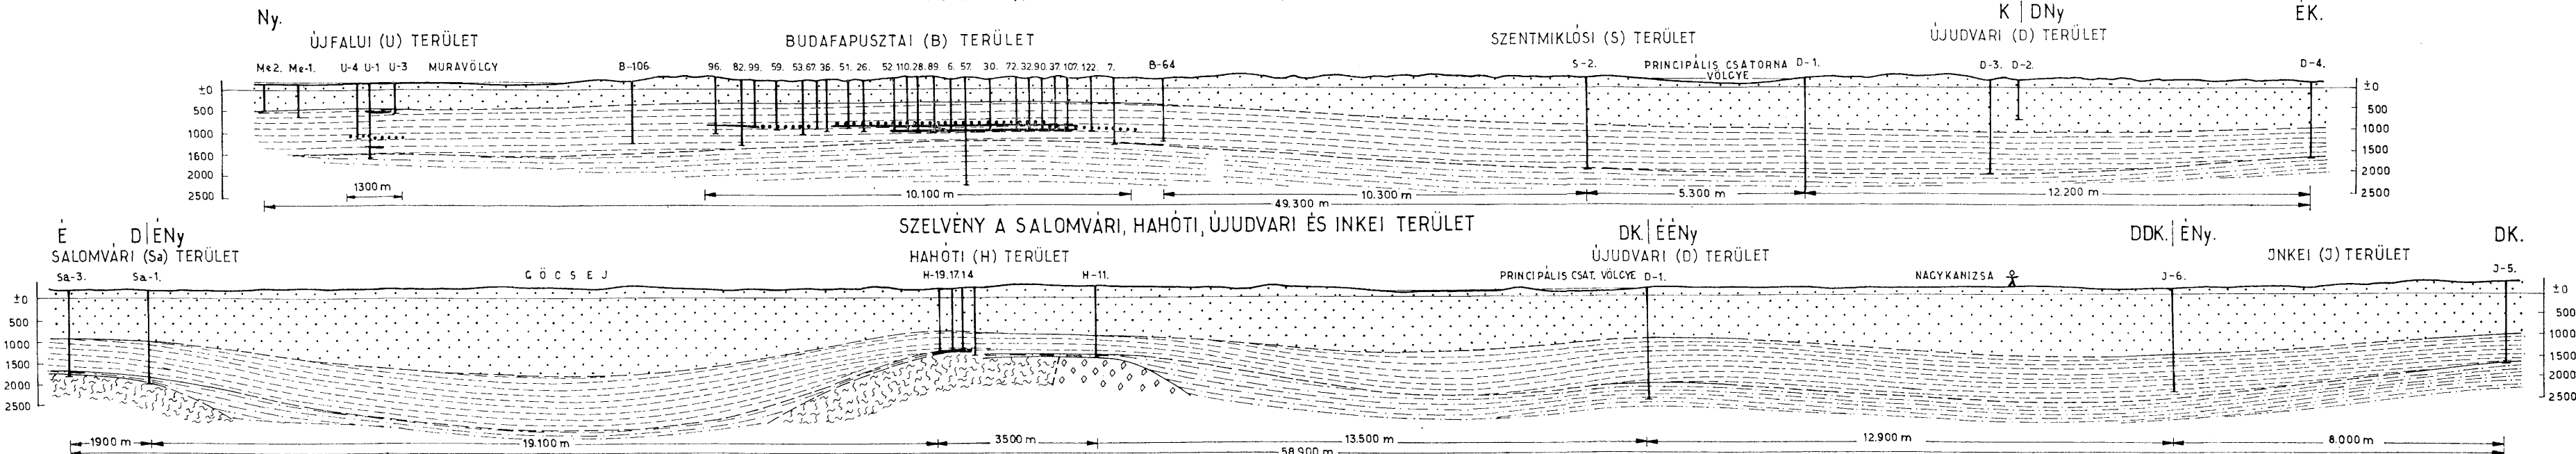 Ny. K | DNy ÉK.
ÚJFALUI (U) TERÜLET BUDAFAPUSZTAI (B) TERÜLET SZENTMIKLÓSI (S) TERÜLET ÚJUDVARI (D) TERÜLET
Me2. Me-1. U-4 U-1 U-3 MURAVÖLGY B-106. 96. 82. 99. 59. 53. 67. 36. 51. 26. 52. 110. 28. 89. 6. 57. 30. 72. 32. 90. 37. 107. 122. 7. B-64 S-2. PRINCIPÁLIS CSATORNA D-1. D-3. D-2. D-4.
VÖLGYE
±0 ±0
500 500
1000 1000
1600 1500
2000 2000
2500 2500
1300 m 10.100 m 10.300 m 5.300 m 12.200 m
49.300 m
SZELVÉNY A SALOMVÁRI, HAHÓTI, ÚJUDVARI ÉS INKEI TERÜLET
É D|ÉNy DK.|ÉÉNy DDK.|ÉNy. DK.
SALOMVÁRI (Sa) TERÜLET HAHÓTI (H) TERÜLET ÚJUDVARI (D) TERÜLET JNKEI (J) TERÜLET
Sa-3. Sa-1. GÖCSEJ H-19.17.14 H-11. PRINCIPÁLIS CSAT. VÖLGYE D-1. NAGYKANIZSA J-6. J-5.
±0 ±0
500 500
1000 1000
1500 1500
2000 2000
2500 2500
1900 m 19.100 m 3500 m 13.500 m 12.900 m 8.000 m
58.900 m